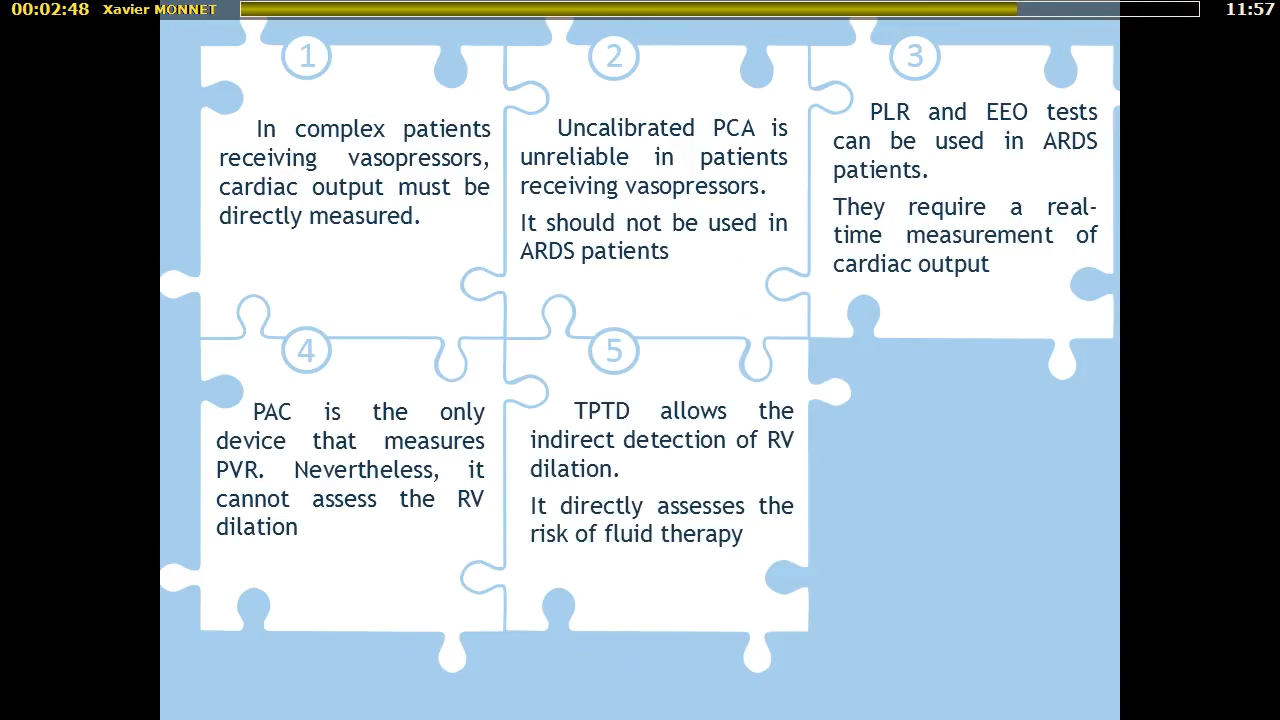 00:02:48 Xavier MONNET 11:57
1
In complex patients
receiving vasopressors,
cardiac output must be
directly measured.
2
Uncalibrated PCA is
unreliable in patients
receiving vasopressors.
It should not be used in
ARDS patients
3
PLR and EEO tests
can be used in ARDS
patients.
They require a real-
time measurement of
cardiac output
4
PAC is the only
device that measures
PVR. Nevertheless, it
cannot assess the RV
dilation
5
TPTD allows the
indirect detection of RV
dilation.
It directly assesses the
risk of fluid therapy